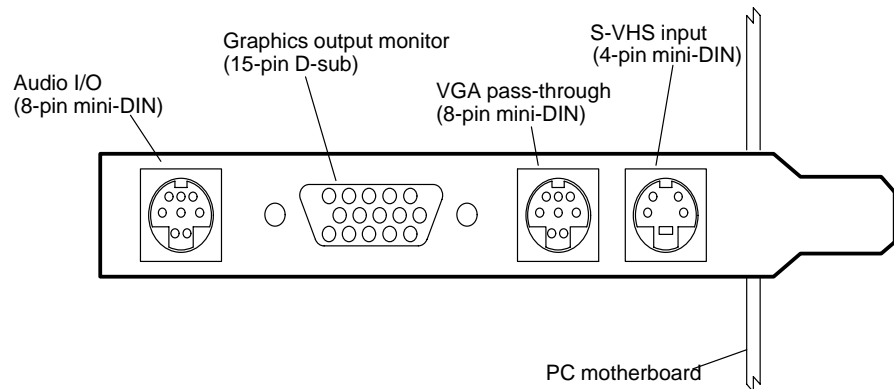 Audio I/O
(8-pin mini-DIN)
Graphics output monitor
(15-pin D-sub)
VGA pass-through
(8-pin mini-DIN)
S-VHS input
(4-pin mini-DIN)
PC motherboard